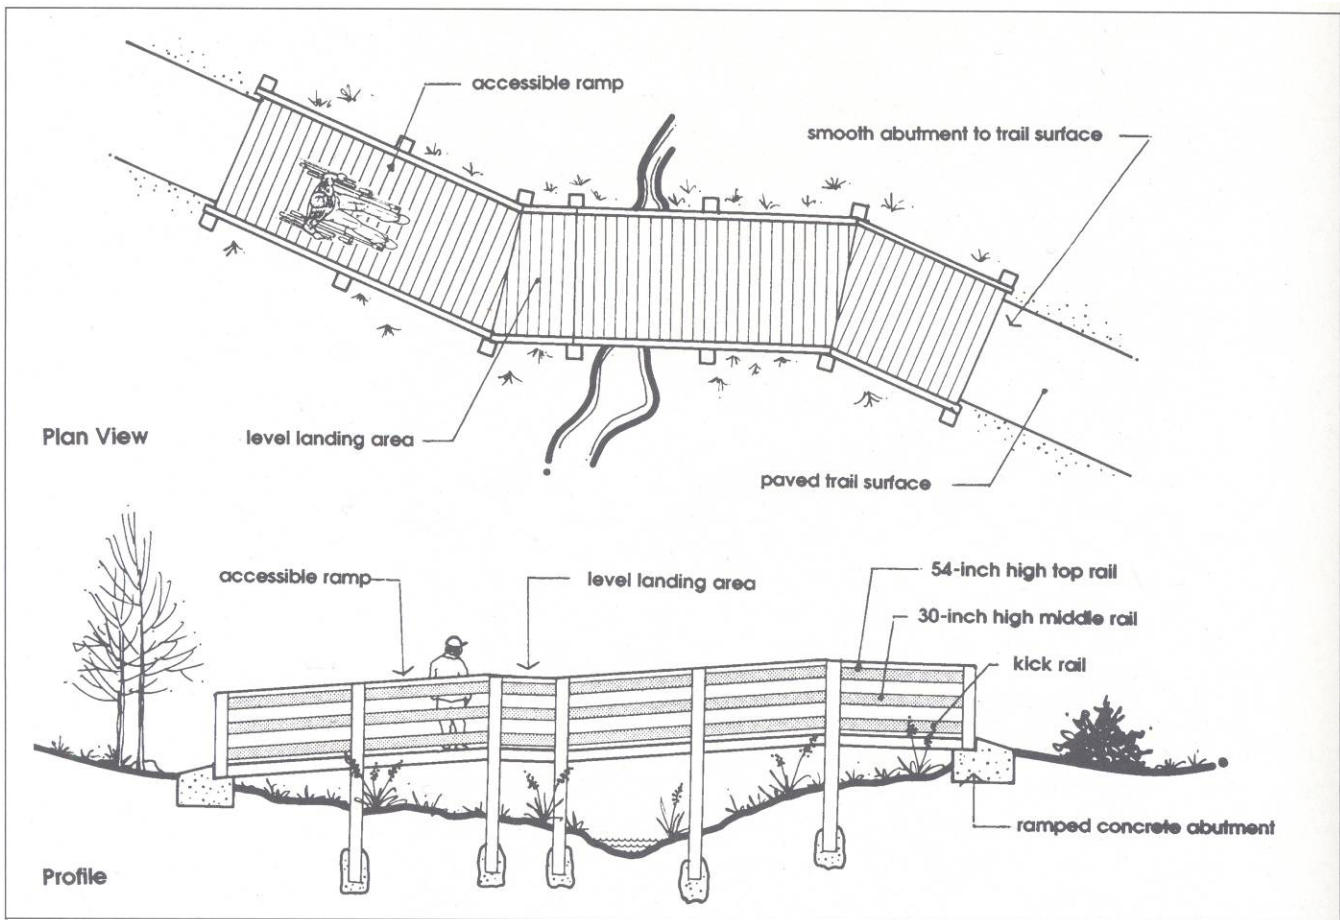 accessible ramp
smooth abutment to trail surface
Plan View
level landing area
paved trail surface
accessible ramp
level landing area
54-inch high top rail
30-inch high middle rail
kick rail
ramped concrete abutment
Profile